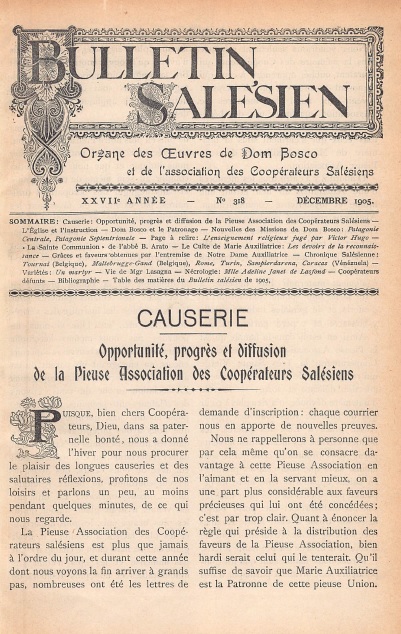 BULLETIN
SALÉSIEN
Organe des Œuvres de Dom Bosco
et de l'association des Coopérateurs Salésiens
XXVIIe ANNÉE — No 318 — DÉCEMBRE 1905.
SOMMAIRE: Causerie: Opportunité, progrès et diffusion de la Pieuse Association des Coopérateurs Salésiens —
L'Église et l'instruction — Dom Bosco et le Patronage — Nouvelles des Missions du Dom Bosco: Patagonie
Centrale, Patagonie Septentrionale — Page à relire: L'enseignement religieux jugé par Victor Hugo —
«La Sainte Communion» de l'abbé B. Arato — Le Culte de Marie Auxiliatrice: Les devoirs de la reconnais-
sance — Grâces et faveurs obtenues par l'entremise de Notre Dame Auxiliatrice — Chronique Salésienne:
Tournai (Belgique), Maltebrugge-Gand (Belgique), Rome, Turin, Sampierdarena, Caracas (Vénézuela) —
Variétés: Un martyr — Vie de Mgr Lasagna — Nécrologie: Mlle Adeline Janet de Lasfond — Coopérateurs
défunts — Bibliographie — Table des matières du Bulletin salésien de 1905,
CAUSERIE
Opportunité, progrès et diffusion
de la Pieuse Association des Coopérateurs Salésiens
PUISQUE, bien chers Coopéra-
teurs, Dieu, dans sa pater-
nelle bonté, nous a donné
l'hiver pour nous procurer
le plaisir des longues causeries et des
salutaires réflexions, profitons de nos
loisirs et parlons un peu, au moins
pendant quelques minutes, de ce qui
nous regarde.
La Pieuse Association des Coopé-
rateurs salésiens est plus que jamais
à l'ordre du jour, et durant cette année
dont nous voyons la fin arriver à grands
pas, nombreuses ont été les lettres de
demande d'inscription: chaque courrier
nous en apporte de nouvelles preuves.
Nous ne rappellerons à personne que
par cela même qu'on se consacre da-
vantage à cette Pieuse Association en
l'aimant et en la servant mieux, on a
une part plus considérable aux faveurs
précieuses qui lui ont été concédées;
c'est par trop clair. Quant à énoncer la
règle qui préside à la distribution des
faveurs de la Pieuse Association, bien
hardi serait celui qui le tenterait. Qu'il
suffise de savoir que Marie Auxiliatrice
est la Patronne de cette pieuse Union.